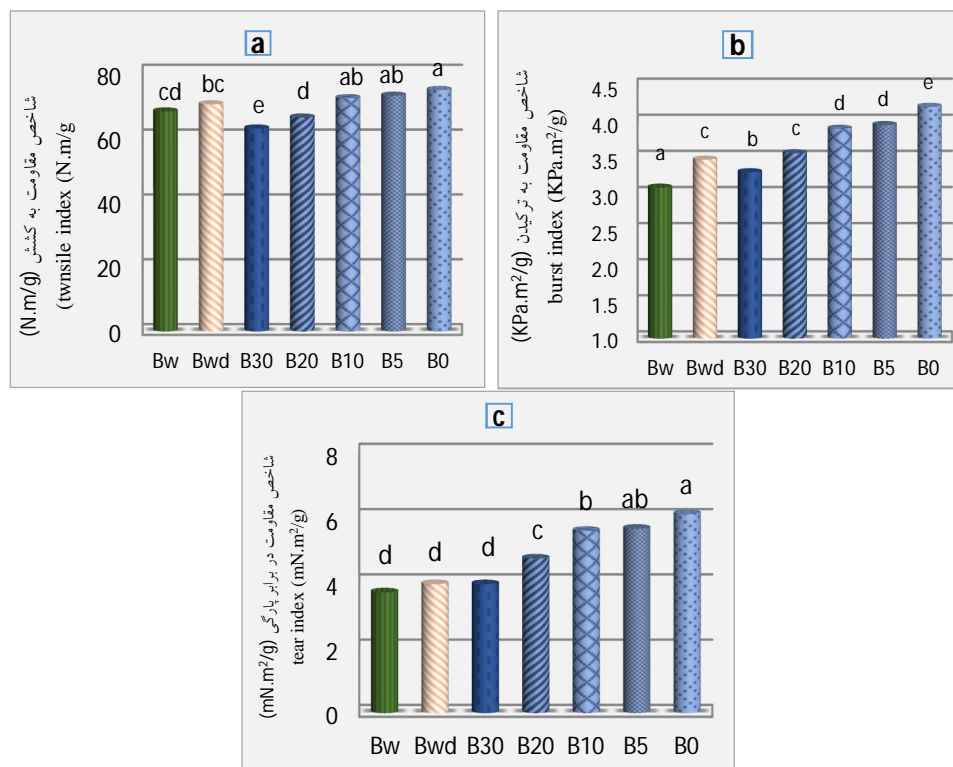 a
80
60
40
20
0
cd bc e d ab ab a
Bw Bwd B30 B20 B10 B5 B0
شاخص مقاومت به کشش (N.m/g)
(twnsile index (N.m/g
b
4.5
4.0
3.5
3.0
2.5
2.0
1.5
1.0
a c b c d d e
Bw Bwd B30 B20 B10 B5 B0
شاخص مقاومت به ترکیدن (KPa.m²/g)
burst index (KPa.m²/g)
c
8
6
4
2
0
d d d c b ab a
Bw Bwd B30 B20 B10 B5 B0
شاخص مقاومت در برابر پارگی (mN.m²/g)
tear index (mN.m²/g)